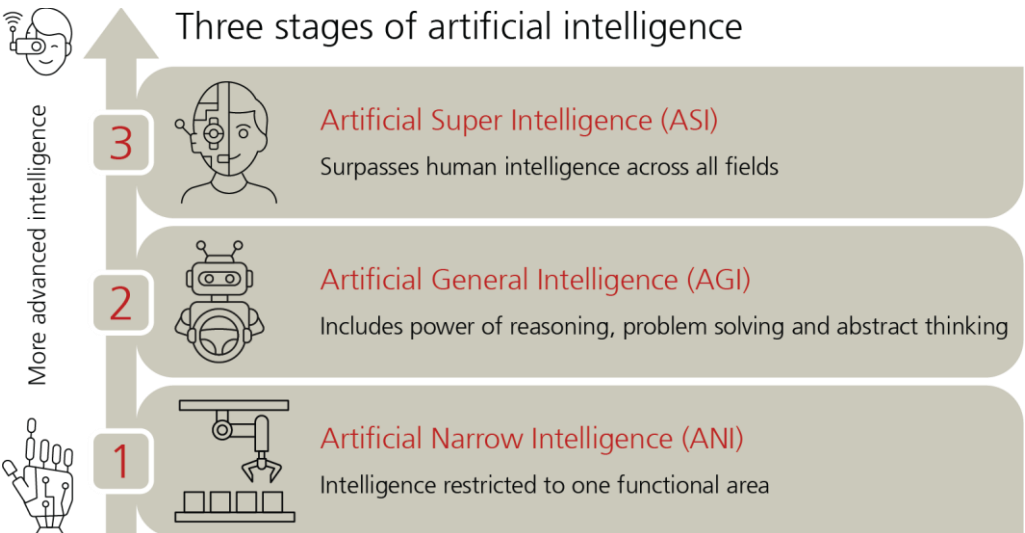 Three stages of artificial intelligence
More advanced intelligence
3
Artificial Super Intelligence (ASI)
Surpasses human intelligence across all fields
2
Artificial General Intelligence (AGI)
Includes power of reasoning, problem solving and abstract thinking
1
Artificial Narrow Intelligence (ANI)
Intelligence restricted to one functional area